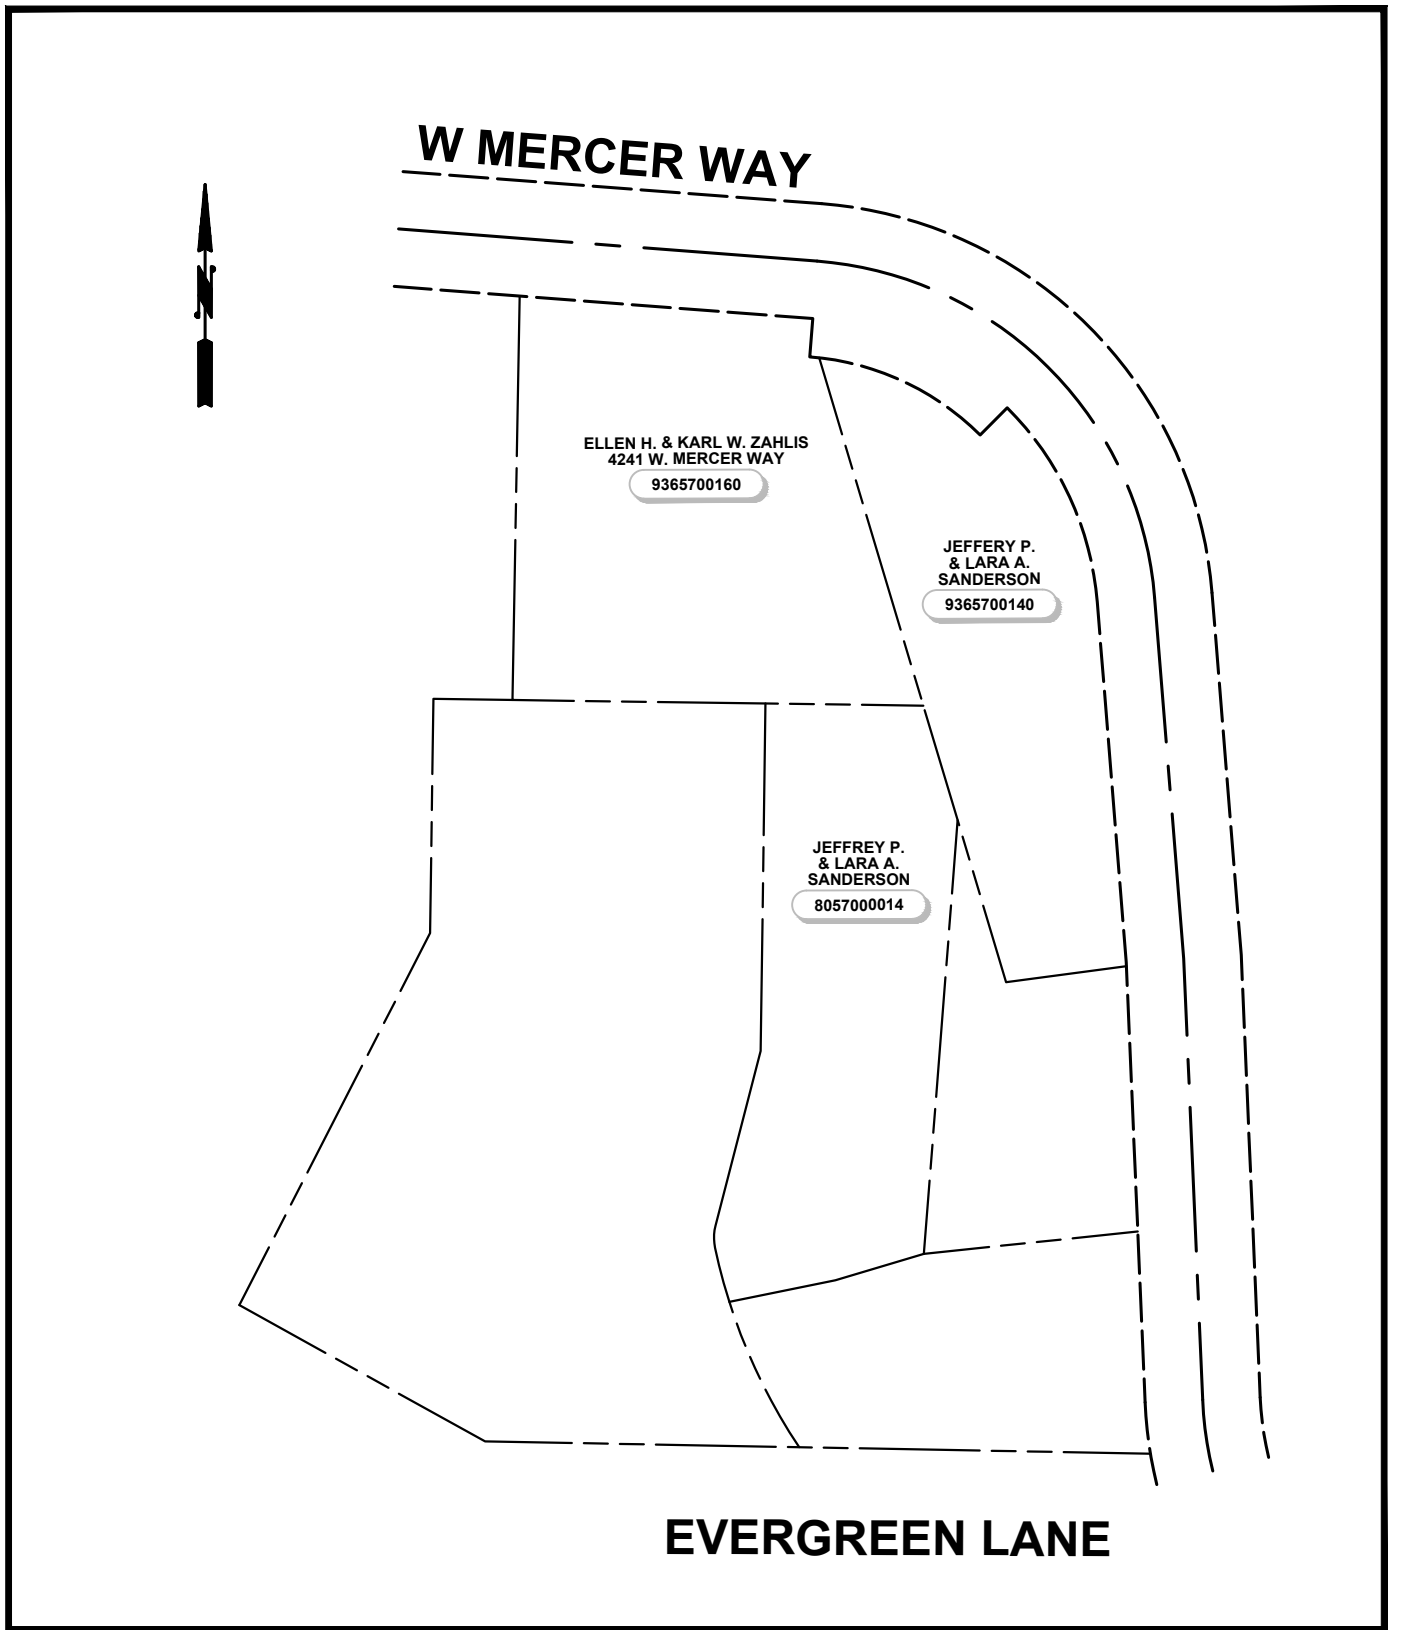 W MERCER WAY
N
ELLEN H. & KARL W. ZAHLIS
4241 W. MERCER WAY
9365700160
JEFFERY P.
& LARA A.
SANDERSON
9365700140
JEFFREY P.
& LARA A.
SANDERSON
8057000014
EVERGREEN LANE